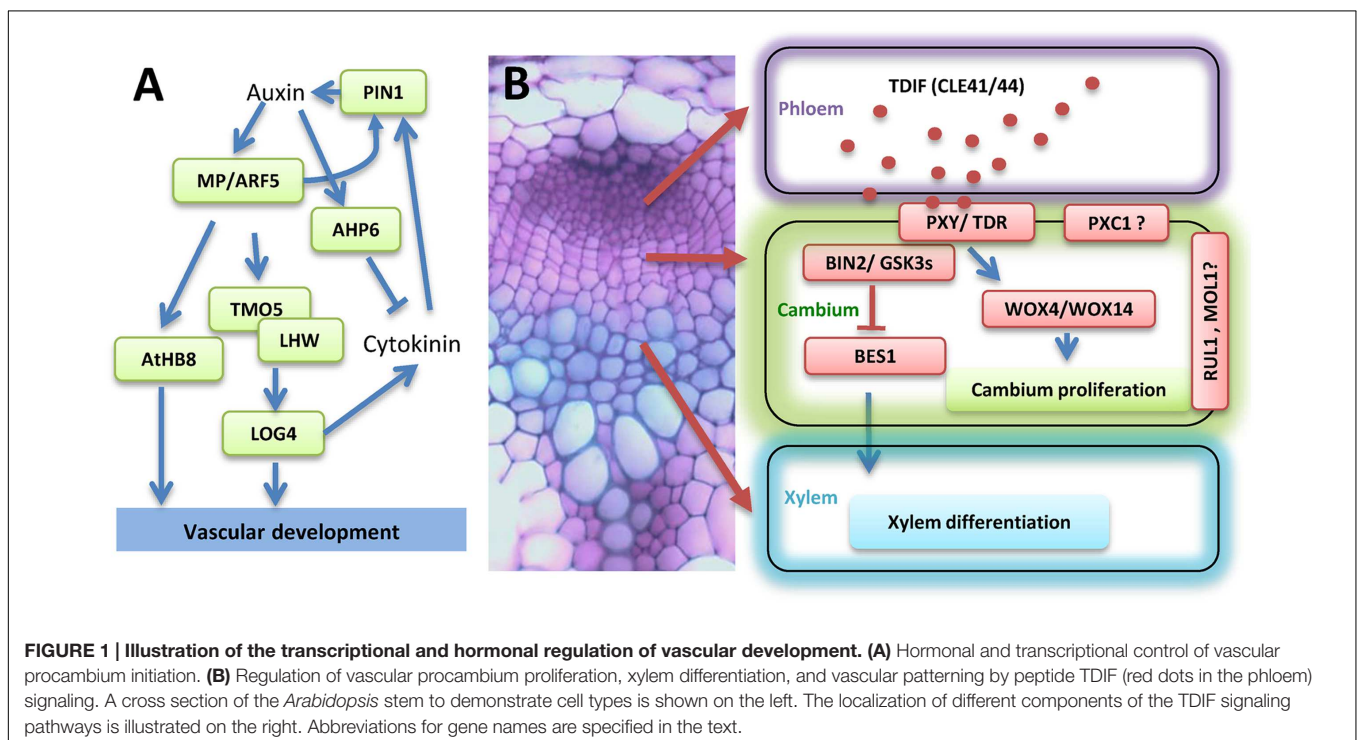 A
Auxin
PIN1
MP/ARF5
AHP6
TMO5
LHW
AtHB8
Cytokinin
LOG4
Vascular development
B
TDIF (CLE41/44)
Phloem
PXY/ TDR
PXC1 ?
BIN2/ GSK3s
Cambium
WOX4/WOX14
BES1
Cambium proliferation
RUL1 , MOL1?
Xylem
Xylem differentiation
FIGURE 1 | Illustration of the transcriptional and hormonal regulation of vascular development. (A) Hormonal and transcriptional control of vascular
procambium initiation. (B) Regulation of vascular procambium proliferation, xylem differentiation, and vascular patterning by peptide TDIF (red dots in the phloem)
signaling. A cross section of the Arabidopsis stem to demonstrate cell types is shown on the left. The localization of different components of the TDIF signaling
pathways is illustrated on the right. Abbreviations for gene names are specified in the text.